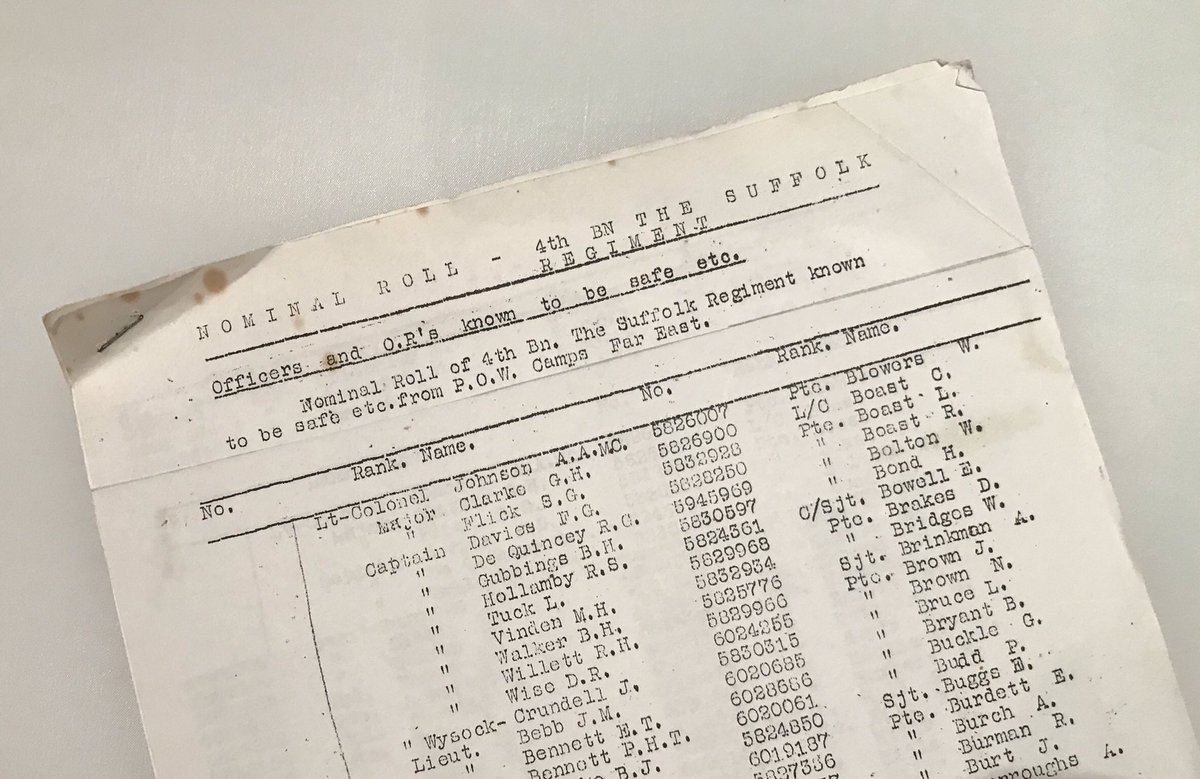 NOMINAL ROLL - 4th BN THE SUFFOLK
REGIMENT
Officers and O.R's known to be safe etc.
Nominal Roll of 4th Bn. The Suffolk Regiment known
to be safe etc.from P.O.W. Camps Far East.
No. Rank. Name. No. Rank. Name.
Lt-Colonel Johnson A.A.MC. 5826007 Pte. Blowers W.
Major Clarke G.H. 5826900 L/C Boast C.
" Flick S.G. 5832928 Pte. Boast L.
Captain Davies F.G. 5828250 " Boast R.
" De Quincey R.G. 5945969 " Bolton W.
" Gubbings B.H. 5830597 " Bond H.
" Hollamby R.S. 5824361 C/Sjt. Bowell E.
" Tuck L. 5829968 Pte. Brakes D.
" Vinden M.H. 5832934 " Bridges W.
" Walker B.H. 5825776 Sjt. Brinkman A.
" Willett R.H. 5829966 Pte. Brown J.
" Wise D.R. 6024255 " Brown N.
" Wysock-Crundell J. 5830315 " Bruce L.
Lieut. Bebb J.M. 6020685 " Bryant B.
" Bennett E.T. 6028586 " Buckle G.
Bennett P.H.T. 6020061 " Budd P.
B.J. 5824850 Sjt. Buggs E.
6019187 Pte. Burdett E.
5827336 " Burch A.
" Burman R.
" Burt J.
A.